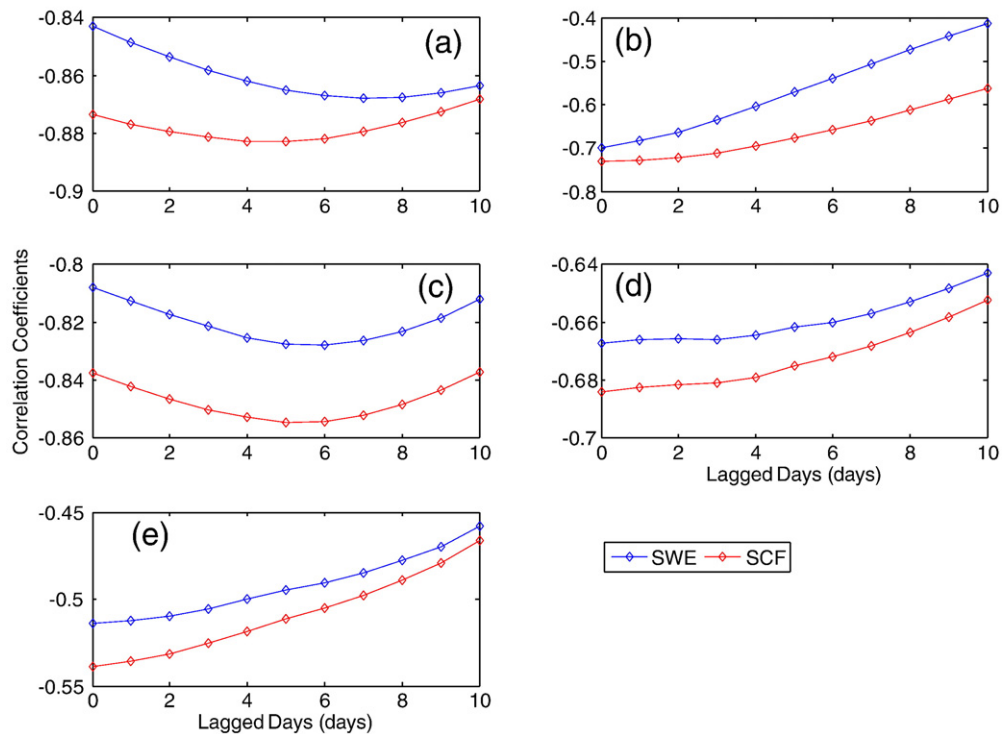 -0.84
-0.86
-0.88
-0.9
(a)
0 2 4 6 8 10
-0.4
-0.5
-0.6
-0.7
-0.8
(b)
0 2 4 6 8 10
Correlation Coefficients
-0.8
-0.82
-0.84
-0.86
(c)
0 2 4 6 8 10
-0.64
-0.66
-0.68
-0.7
(d)
0 2 4 6 8 10
Lagged Days (days)
-0.45
-0.5
-0.55
(e)
0 2 4 6 8 10
Lagged Days (days)
SWE SCF